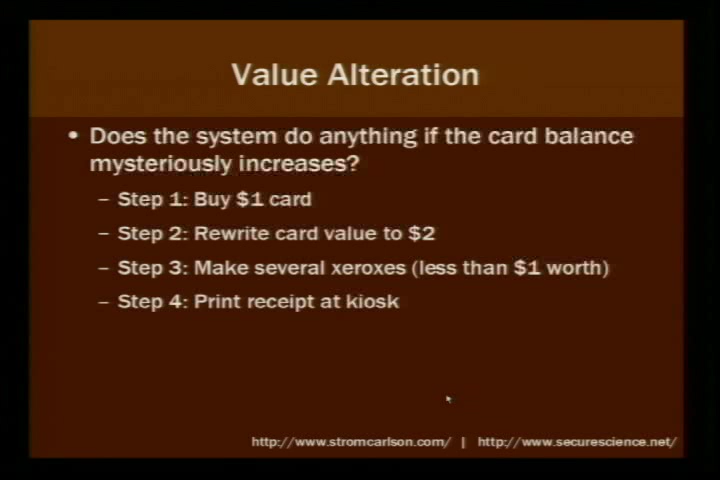 Value Alteration
• Does the system do anything if the card balance
mysteriously increases?
– Step 1: Buy $1 card
– Step 2: Rewrite card value to $2
– Step 3: Make several xeroxes (less than $1 worth)
– Step 4: Print receipt at kiosk
http://www.stromcarlson.com/ | http://www.securescience.net/